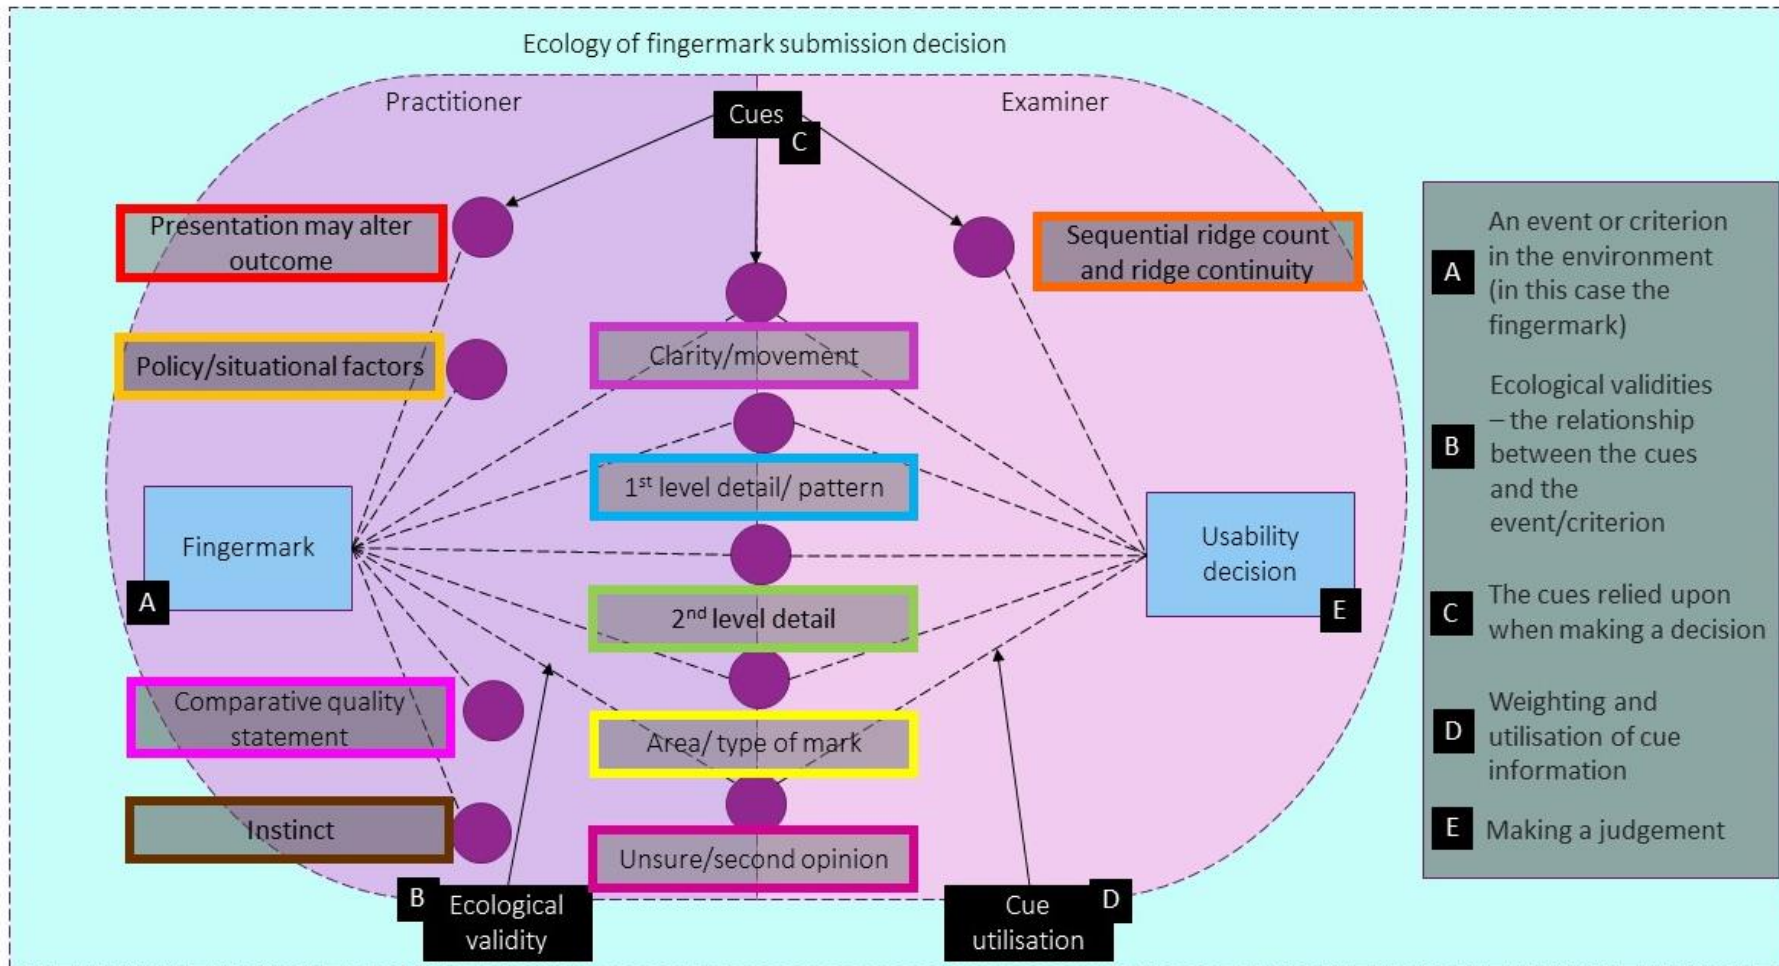 Ecology of fingermark submission decision
Practitioner
Examiner
Cues
C
Presentation may alter
outcome
Sequential ridge count
and ridge continuity
Policy/situational factors
Clarity/movement
1st level detail/ pattern
Fingermark
A
Usability
decision
E
2nd level detail
Comparative quality
statement
Area/ type of mark
Instinct
Unsure/second opinion
B
Ecological
validity
Cue
utilisation
D
A
An event or criterion
in the environment
(in this case the
fingermark)
B
Ecological validities
– the relationship
between the cues
and the
event/criterion
C
The cues relied upon
when making a decision
D
Weighting and
utilisation of cue
information
E
Making a judgement